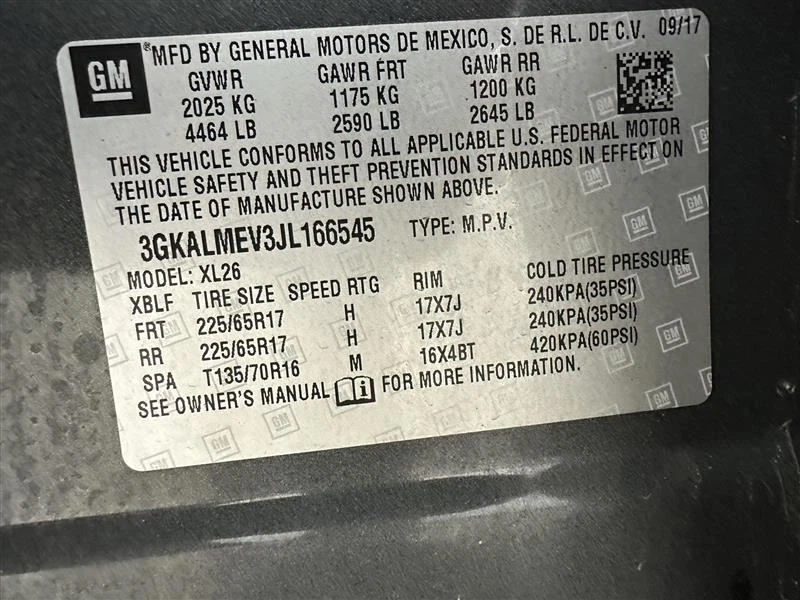 GM
®MFD BY GENERAL MOTORS DE MEXICO, S. DE R.L. DE C.V. 09/17
GVWR GAWR FRT GAWR RR
2025 KG 1175 KG 1200 KG
4464 LB 2590 LB 2645 LB
THIS VEHICLE CONFORMS TO ALL APPLICABLE U.S. FEDERAL MOTOR
VEHICLE SAFETY AND THEFT PREVENTION STANDARDS IN EFFECT ON
THE DATE OF MANUFACTURE SHOWN ABOVE.
3GKALMEV3JL166545 TYPE: M.P.V.
MODEL: XL26
XBLF TIRE SIZE SPEED RTG RIM COLD TIRE PRESSURE
FRT 225/65R17 H 17X7J 240KPA(35PSI)
RR 225/65R17 H 17X7J 240KPA(35PSI)
SPA T135/70R16 M 16X4BT 420KPA(60PSI)
SEE OWNER'S MANUAL FOR MORE INFORMATION.